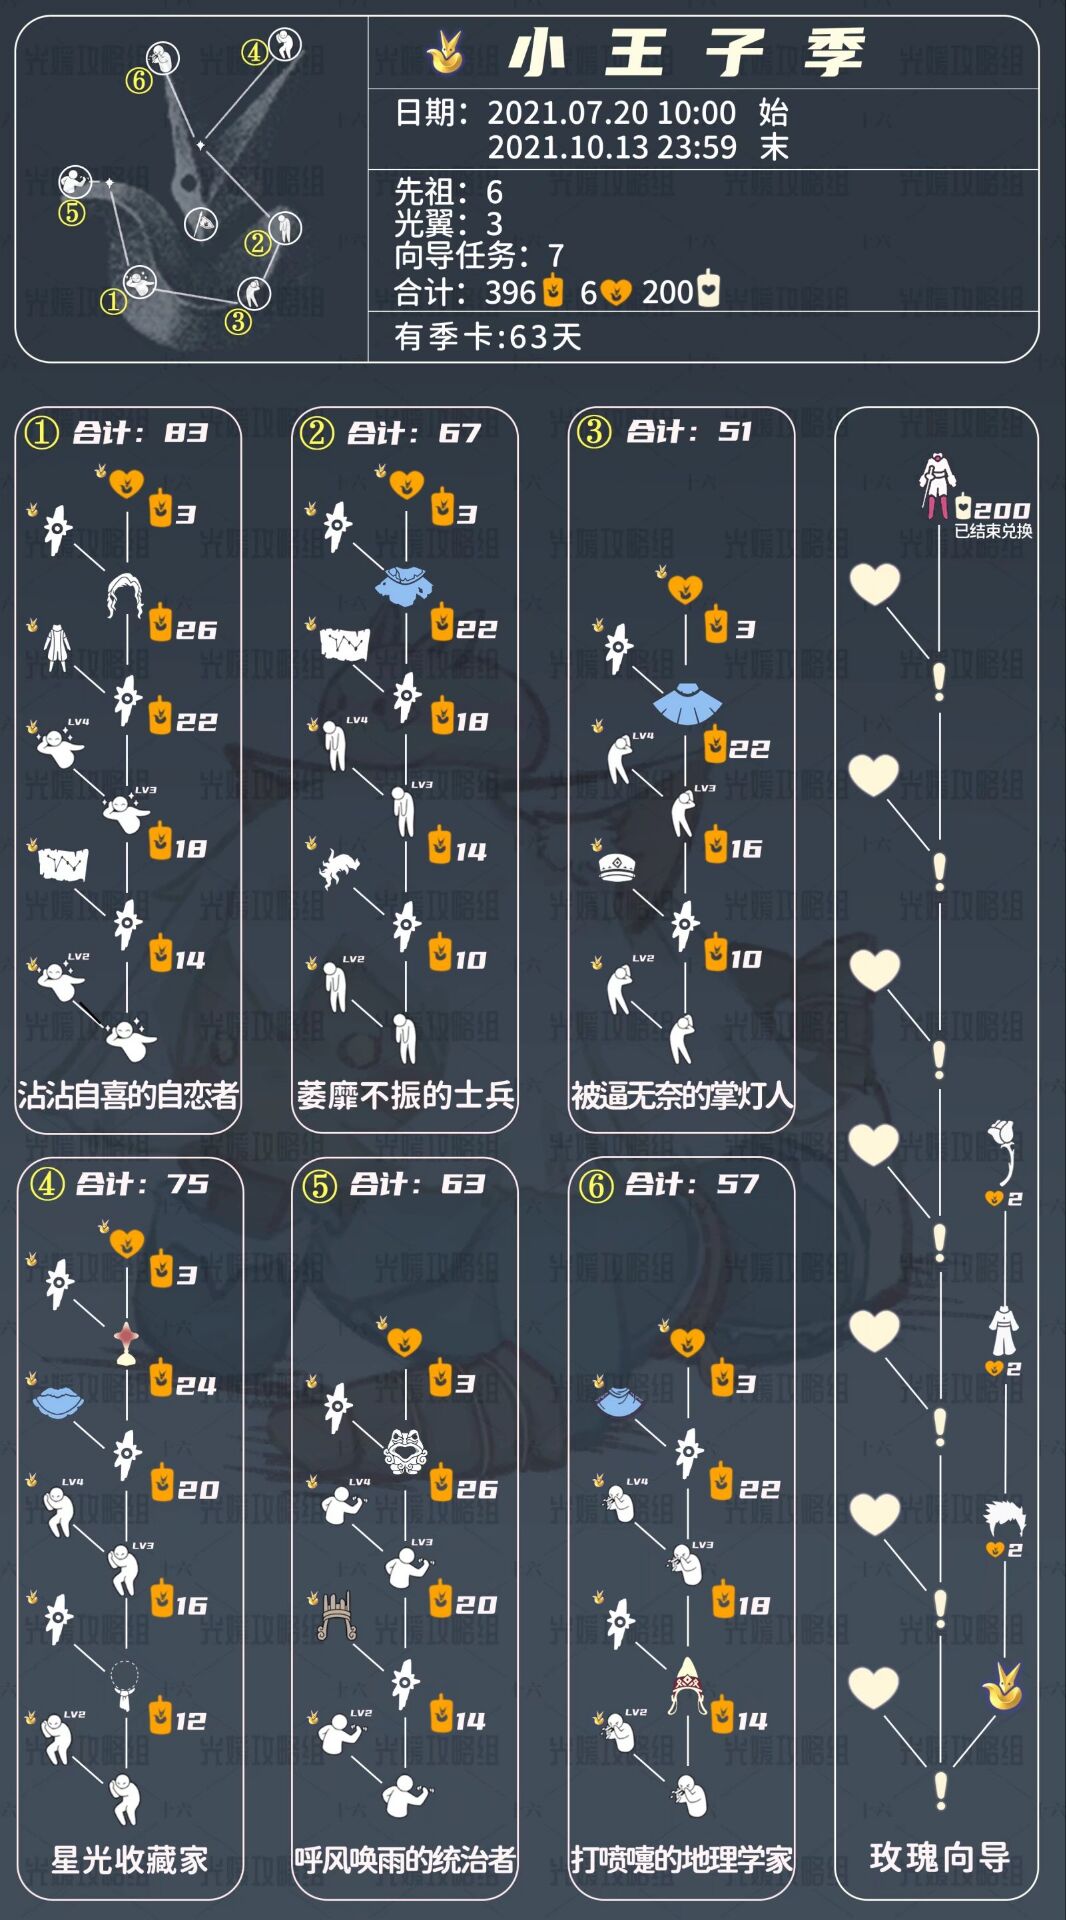 小王子季
日期：2021.07.20 10:00 始
2021.10.13 23:59 末
先祖：6
光翼：3
向导任务：7
合计：396 6 200
有季卡:63天
⑥
④
⑤
②
①
③
① 合计：83
3
26
22
LV4
LV3
18
LV2
14
沾沾自喜的自恋者
② 合计：67
3
22
LV4
18
LV3
14
LV2
10
萎靡不振的士兵
③ 合计：51
3
LV4
22
LV3
16
LV2
10
被逼无奈的掌灯人
④ 合计：75
3
24
LV4
20
LV3
16
LV2
12
星光收藏家
⑤ 合计：63
3
LV4
26
LV3
20
LV2
14
呼风唤雨的统治者
⑥ 合计：57
3
LV4
22
LV3
18
LV2
14
打喷嚏的地理学家
200
已结束兑换
2
2
2
玫瑰向导
光媛攻略组
十六